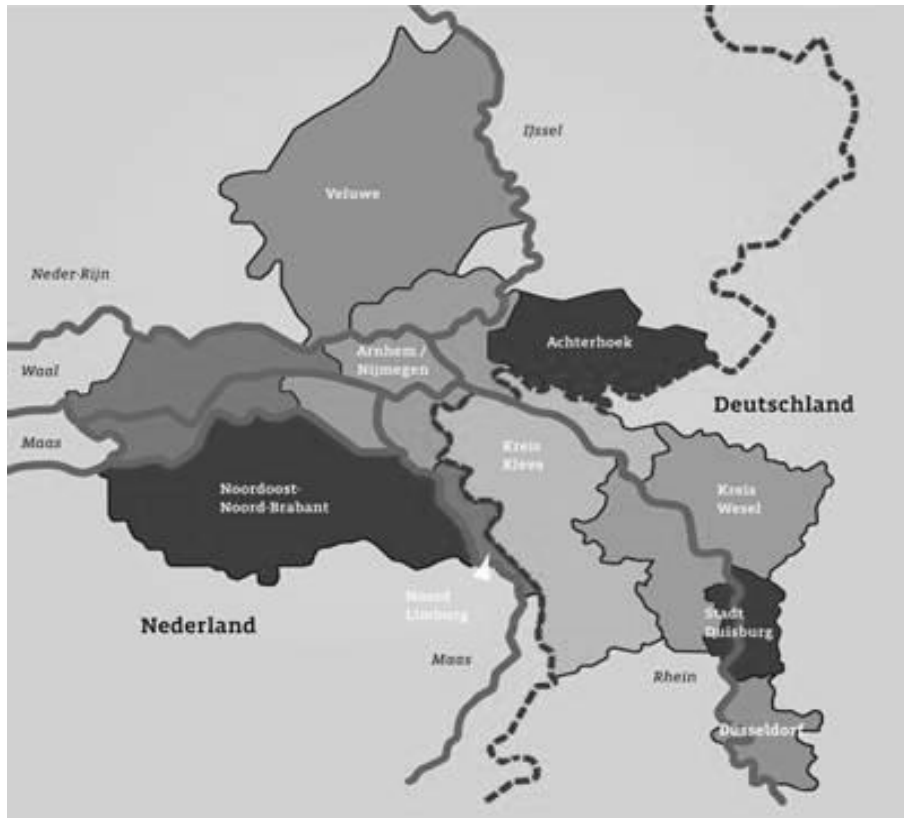 IJssel
Veluwe
Neder-Rijn
Achterhoek
Arnhem /
Nijmegen
Waal
Deutschland
Maas
Kreis
Kleve
Noordoost-
Noord-Brabant
Kreis
Wesel
Noord
Limburg
Stadt
Duisburg
Nederland
Maas
Rhein
Düsseldorf